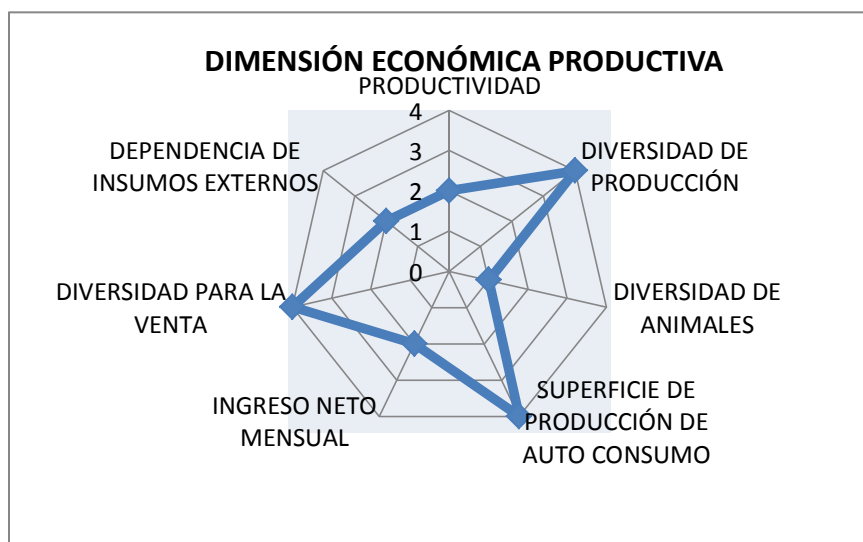 DIMENSIÓN ECONÓMICA PRODUCTIVA
PRODUCTIVIDAD
4
3
2
1
0
DIVERSIDAD DE
PRODUCCIÓN
DIVERSIDAD DE
ANIMALES
SUPERFICIE DE
PRODUCCIÓN DE
AUTO CONSUMO
INGRESO NETO
MENSUAL
DIVERSIDAD PARA LA
VENTA
DEPENDENCIA DE
INSUMOS EXTERNOS